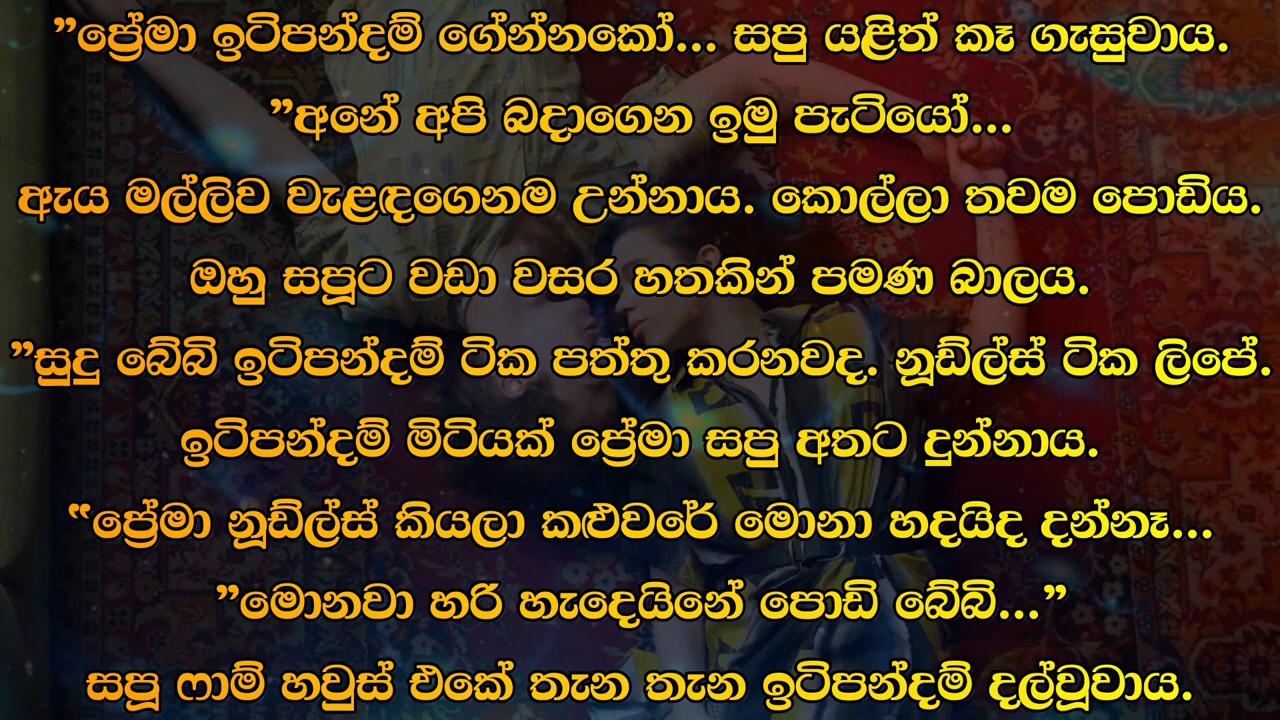 ”ප්‍රේමා ඉටිපන්දම් ගේන්නකෝ... සපු යළිත් කෑ ගැසුවාය.
”අනේ අපි බදාගෙන ඉමු පැටියෝ...
ඇය මල්ලිව වැළඳගෙනම උන්නාය. කොල්ලා තවම පොඩිය.
ඔහු සපූට වඩා වසර හතකින් පමණ බාලය.
”සුදු බේබි ඉටිපන්දම් ටික පත්තු කරනවද. නූඩ්ල්ස් ටික ලිපේ.
ඉටිපන්දම් මිටියක් ප්‍රේමා සපු අතට දුන්නාය.
“ප්‍රේමා නූඩ්ල්ස් කියලා කළුවරේ මොනා හදයිද දන්නෑ...
”මොනවා හරි හැදෙයිනේ පොඩි බේබි...”
සපූ ෆාම් හවුස් එකේ තැන තැන ඉටිපන්දම් දල්වූවාය.